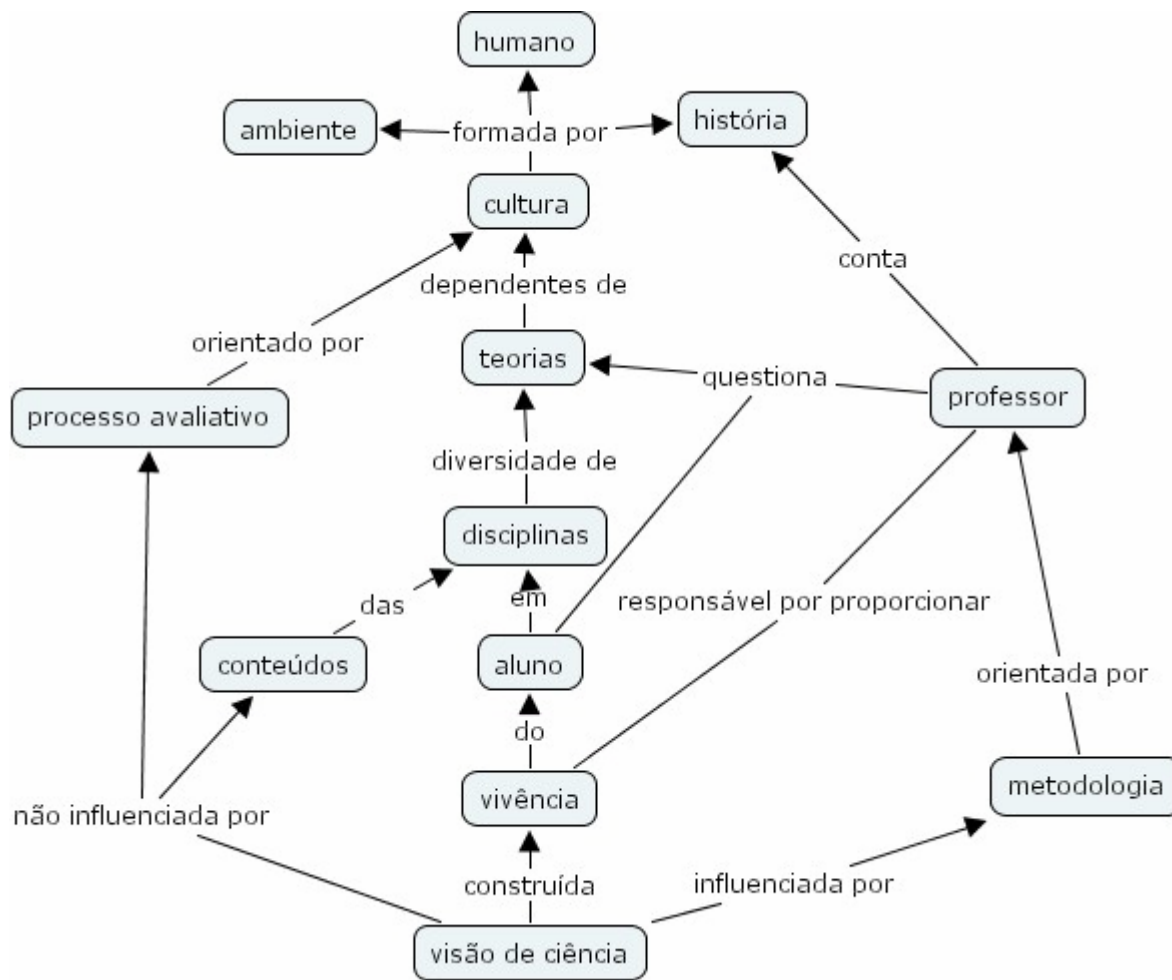 humano
ambiente
formada por
história
cultura
conta
dependentes de
orientado por
teorias
questiona
processo avaliativo
professor
diversidade de
disciplinas
das
em
responsável por proporcionar
conteúdos
aluno
orientada por
do
não influenciada por
vivência
metodologia
construída
influenciada por
visão de ciência